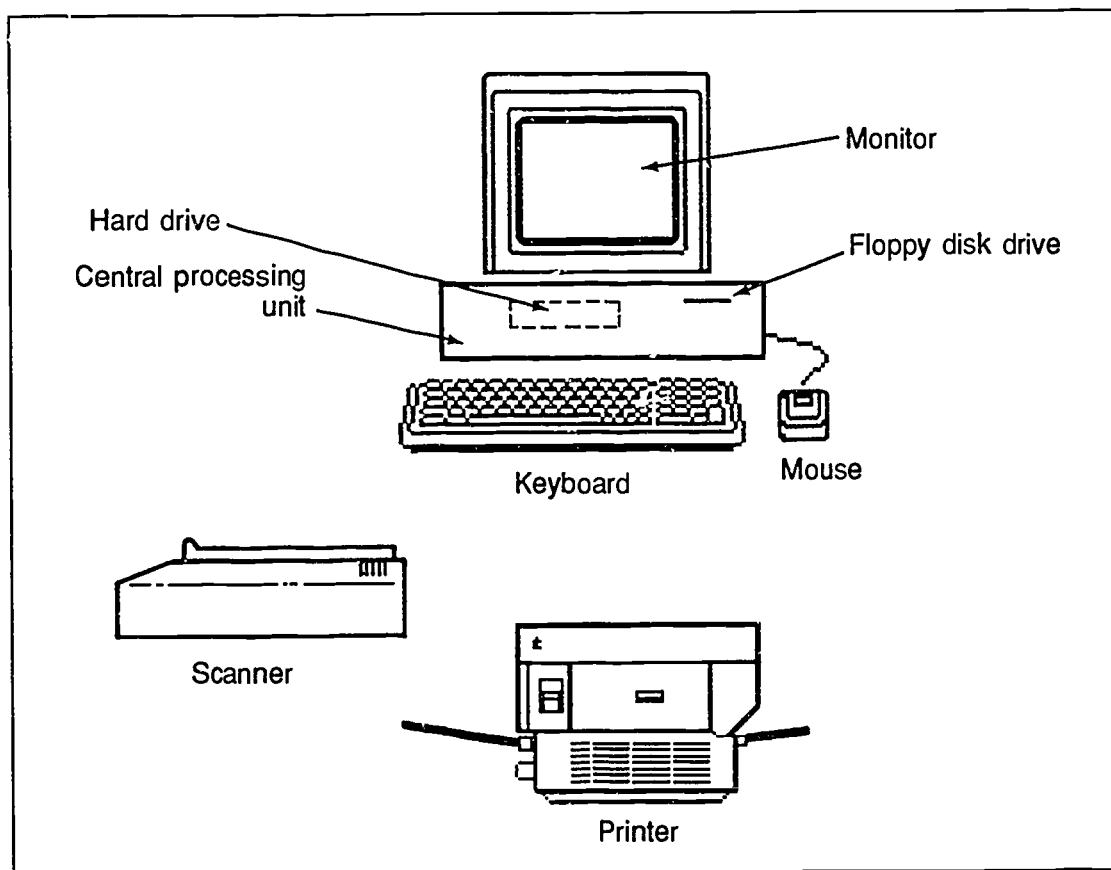 Monitor
Hard drive
Floppy disk drive
Central processing
unit
Keyboard
Mouse
Scanner
Printer